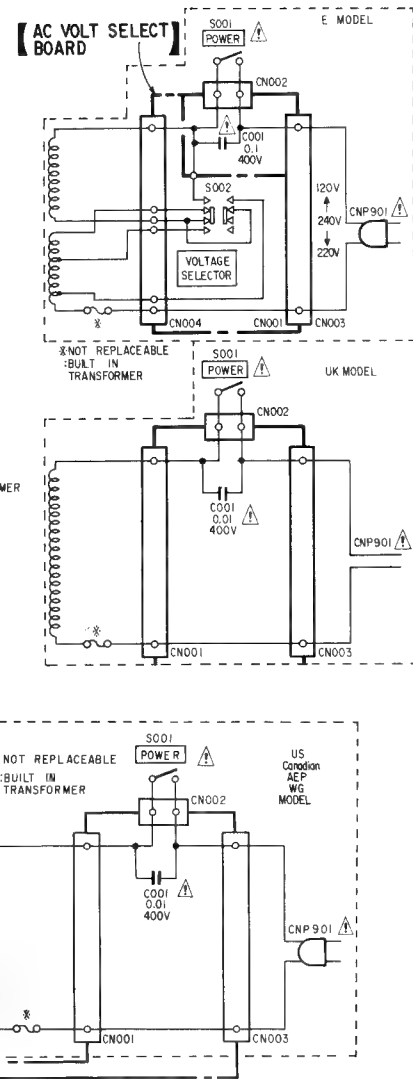 E MODEL
【AC VOLT SELECT BOARD】
S001
POWER
CN002
C001
0.1
400V
S002
120V
240V
220V
CNP901
VOLTAGE
SELECTOR
CN004
CN001
CN003
※NOT REPLACEABLE
:BUILT IN
TRANSFORMER
S001
POWER
UK MODEL
CN002
MER
C001
0.01
400V
CNP901
※
CN001
CN003
NOT REPLACEABLE
:BUILT IN
TRANSFORMER
S001
POWER
US
Canadian
AEP
WG
MODEL
CN002
C001
0.01
400V
CNP901
※
CN001
CN003